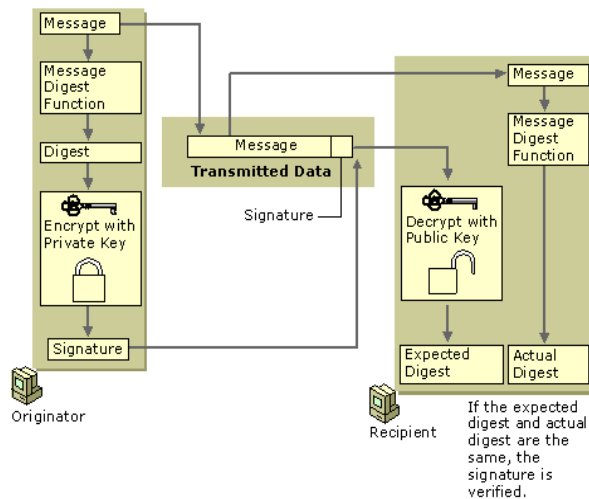 Message
Message
Digest
Function
Digest
Encrypt with
Private Key
Signature
Originator
Message
Transmitted Data
Signature
Message
Message
Digest
Function
Decrypt with
Public Key
Expected
Digest
Actual
Digest
Recipient
If the expected
digest and actual
digest are the
same, the
signature is
verified.